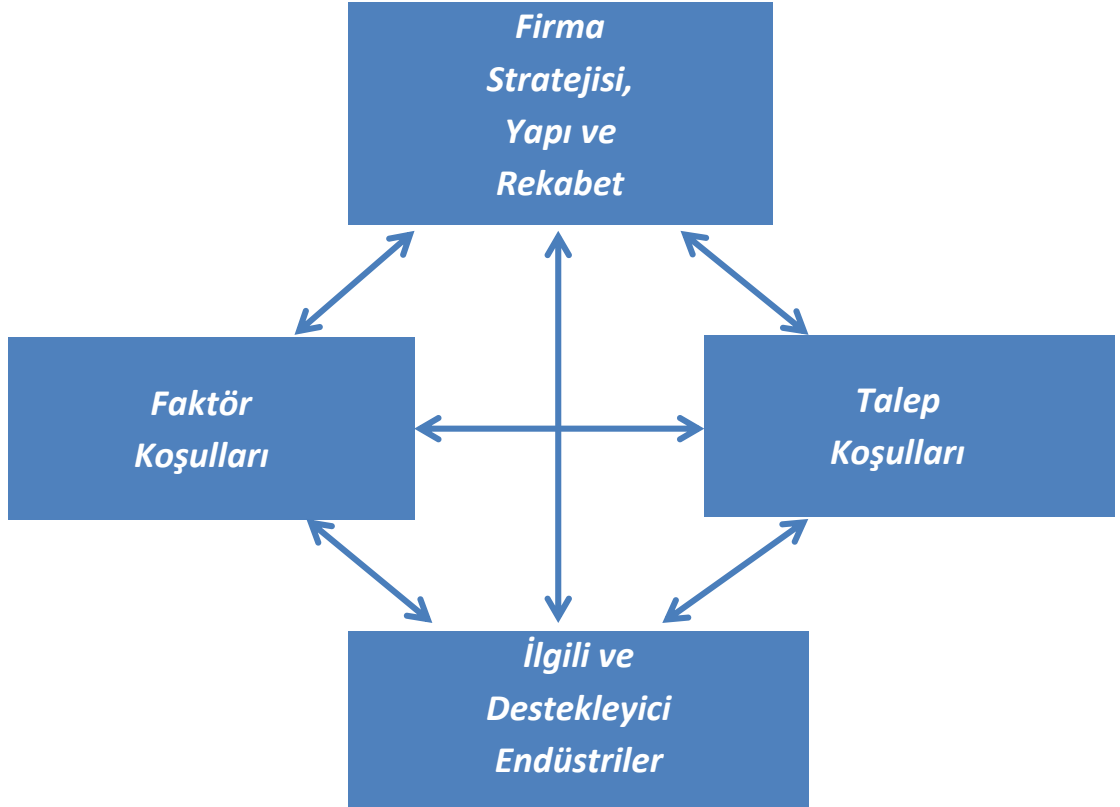 Firma
Stratejisi,
Yapı ve
Rekabet
Faktör
Koşulları
Talep
Koşulları
İlgili ve
Destekleyici
Endüstriler